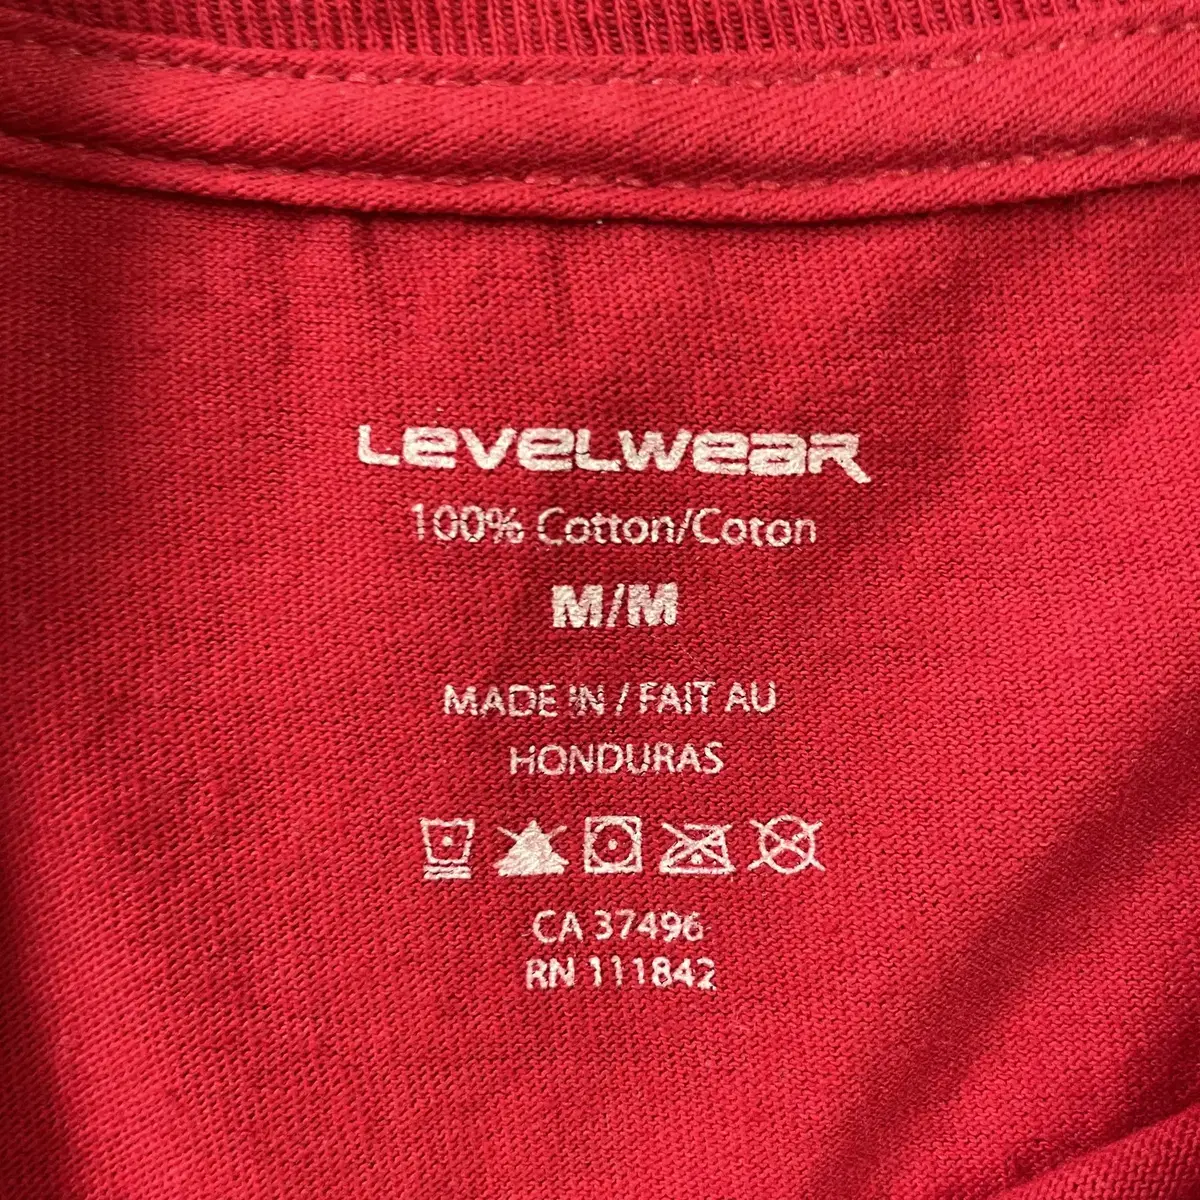 LeveLwear
100% Cotton/Coton
M/M
MADE IN / FAIT AU
HONDURAS
CA 37496
RN 111842